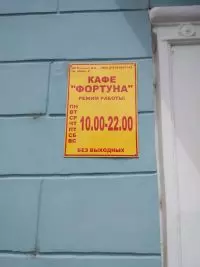 КАФЕ
"ФОРТУНА"
РЕЖИМ РАБОТЫ:
ПН
ВТ
СР
ЧТ
ПТ
СБ
ВС
10.00-22.00
БЕЗ ВЫХОДНЫХ